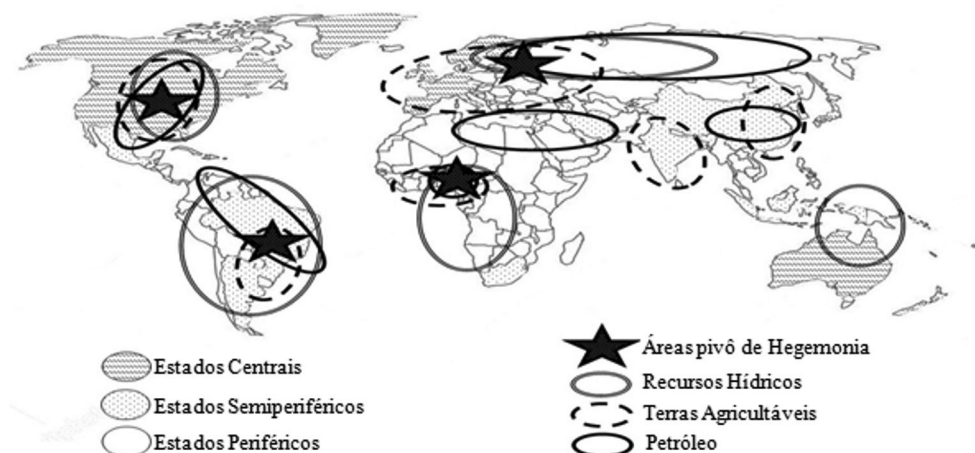 Estados Centrais
Estados Semiperiféricos
Estados Periféricos
Áreas pivô de Hegemonia
Recursos Hídricos
Terras Agricultáveis
Petróleo